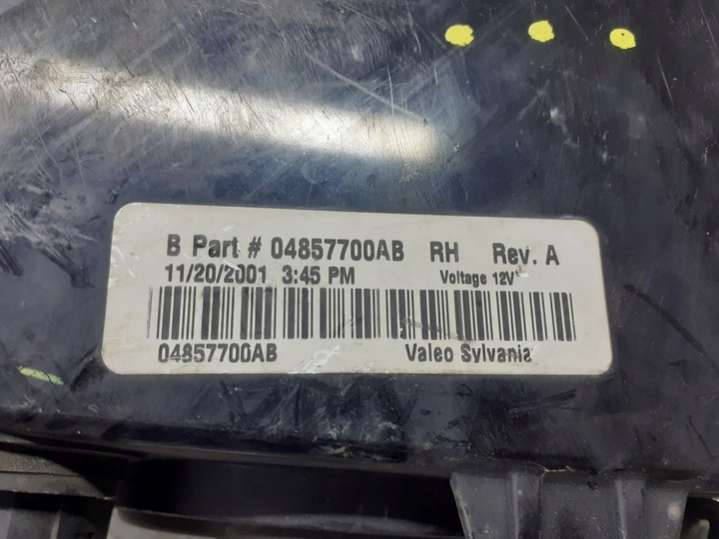 B Part # 04857700AB RH Rev. A
11/20/2001 3:45 PM Voltage 12V
04857700AB Valeo Sylvania